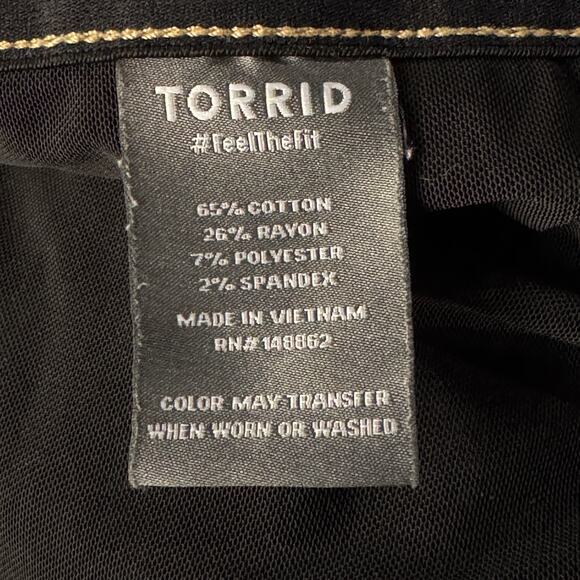 TORRID
#FeelTheFit
65% COTTON
26% RAYON
7% POLYESTER
2% SPANDEX
MADE IN VIETNAM
RN# 148862
COLOR MAY TRANSFER
WHEN WORN OR WASHED